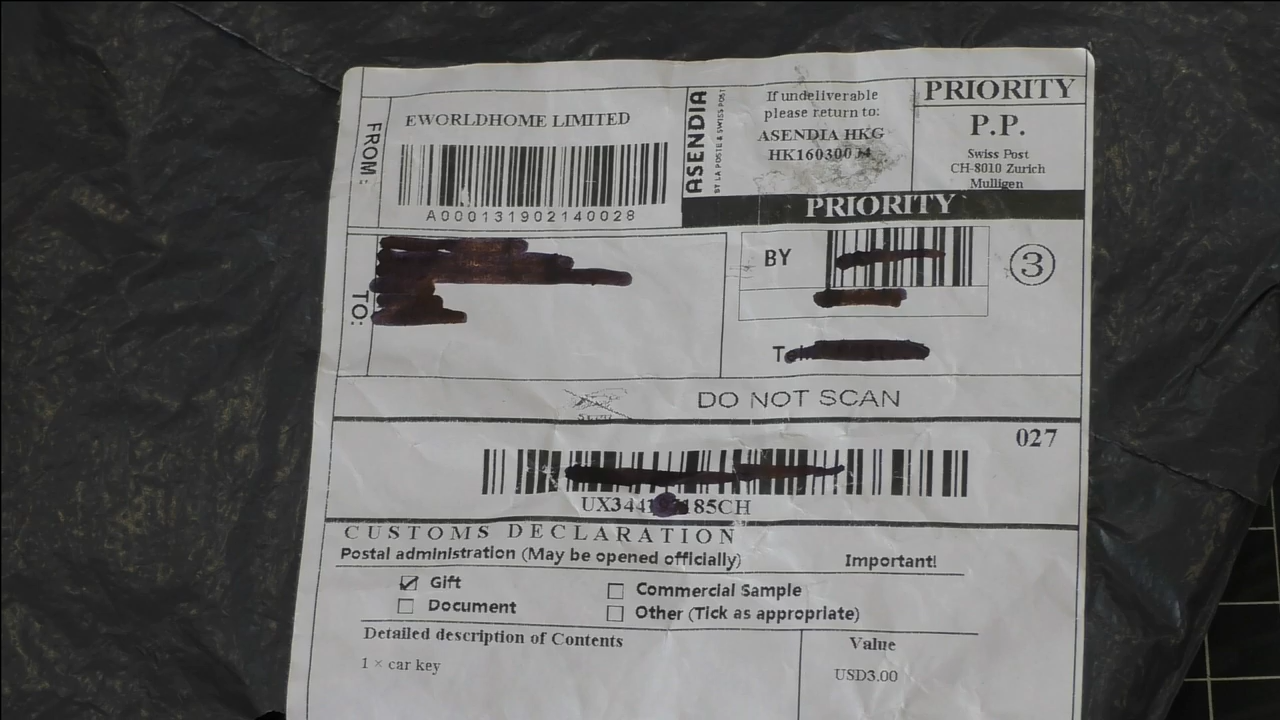 FROM:
EWORLDHOME LIMITED
A000131902140028
ASENDIA
BY LA POSTE & SWISS POST
If undeliverable
please return to:
ASENDIA HKG
HK16030034
PRIORITY
P.P.
Swiss Post
CH-8010 Zurich
Mulligen
PRIORITY
TO:
BY
3
DO NOT SCAN
027
UX344 185CH
CUSTOMS DECLARATION
Postal administration (May be opened officially) Important!
Gift
Commercial Sample
Document
Other (Tick as appropriate)
Detailed description of Contents
Value
1 × car key
USD3.00